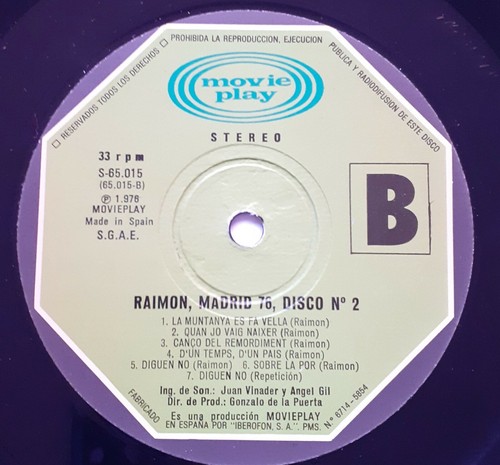 RESERVADOS TODOS LOS DERECHOS
PROHIBIDA LA REPRODUCCION, EJECUCION
PUBLICA Y RADIODIFUSION DE ESTE DISCO
movie
play
STEREO
33 rpm
S-65.015
(65.015-B)
℗ 1.976
MOVIEPLAY
Made in Spain
S.G.A.E.
B
RAIMON, MADRID 76, DISCO Nº 2
1. LA MUNTANYA ES FA VELLA (Raimon)
2. QUAN JO VAIG NAIXER (Raimon)
3. CANÇO DEL REMORDIMENT (Raimon)
4. D'UN TEMPS, D'UN PAIS (Raimon)
5. DIGUEN NO (Raimon) 6. SOBRE LA POR (Raimon)
7. DIGUEN NO (Repetición)
Ing. de Son.: Juan Vinader y Angel Gil
Dir. de Prod.: Gonzalo de la Puerta
Es una producción MOVIEPLAY
FABRICADO EN ESPAÑA POR "IBEROFON, S. A.". PMS. N.º 6714-5854